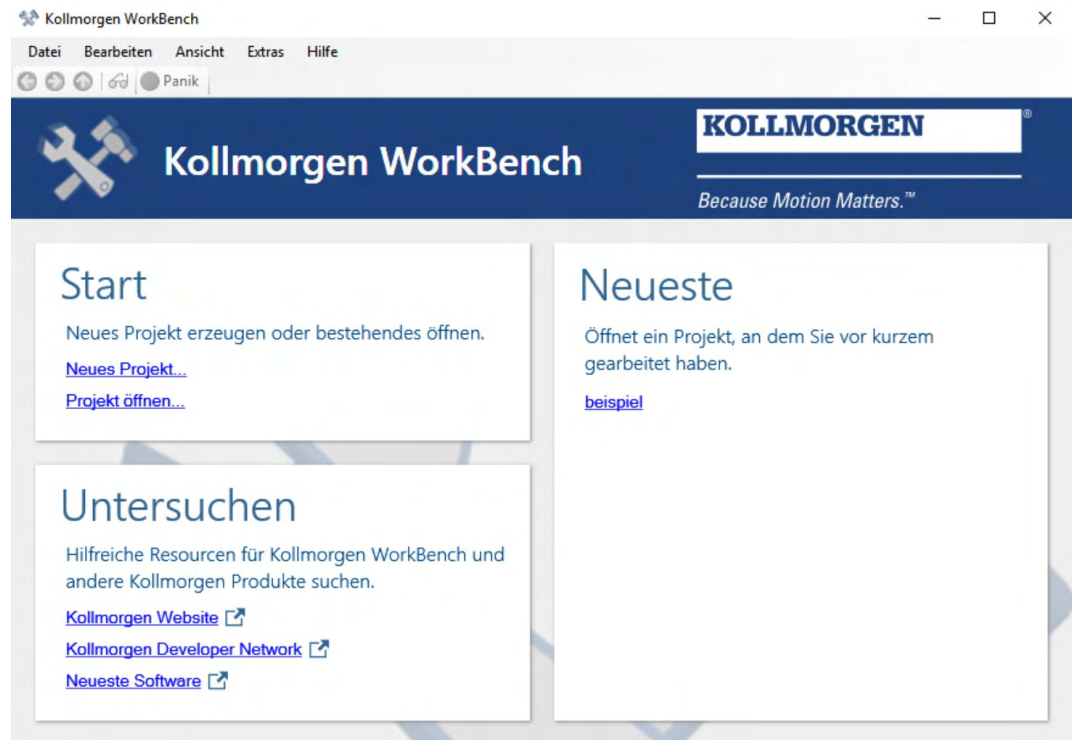 Kollmorgen WorkBench
Datei Bearbeiten Ansicht Extras Hilfe
Panik
Kollmorgen WorkBench
KOLLMORGEN®
Because Motion Matters.™
Start
Neues Projekt erzeugen oder bestehendes öffnen.
Neues Projekt...
Projekt öffnen...
Untersuchen
Hilfreiche Resourcen für Kollmorgen WorkBench und
andere Kollmorgen Produkte suchen.
Kollmorgen Website
Kollmorgen Developer Network
Neueste Software
Neueste
Öffnet ein Projekt, an dem Sie vor kurzem
gearbeitet haben.
beispiel